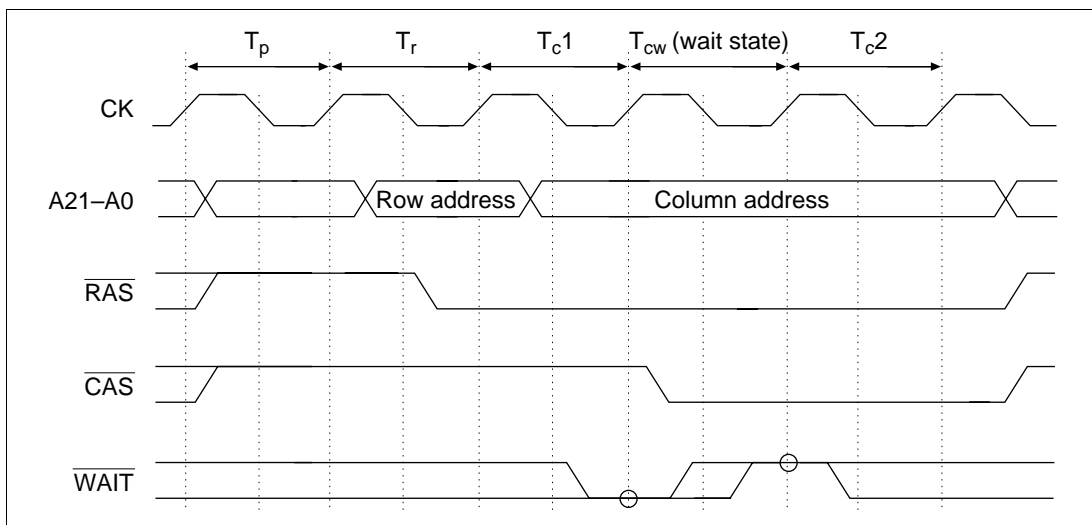 Tp Tr Tc1 Tcw (wait state) Tc2
CK
A21–A0 Row address Column address
RAS
CAS
WAIT